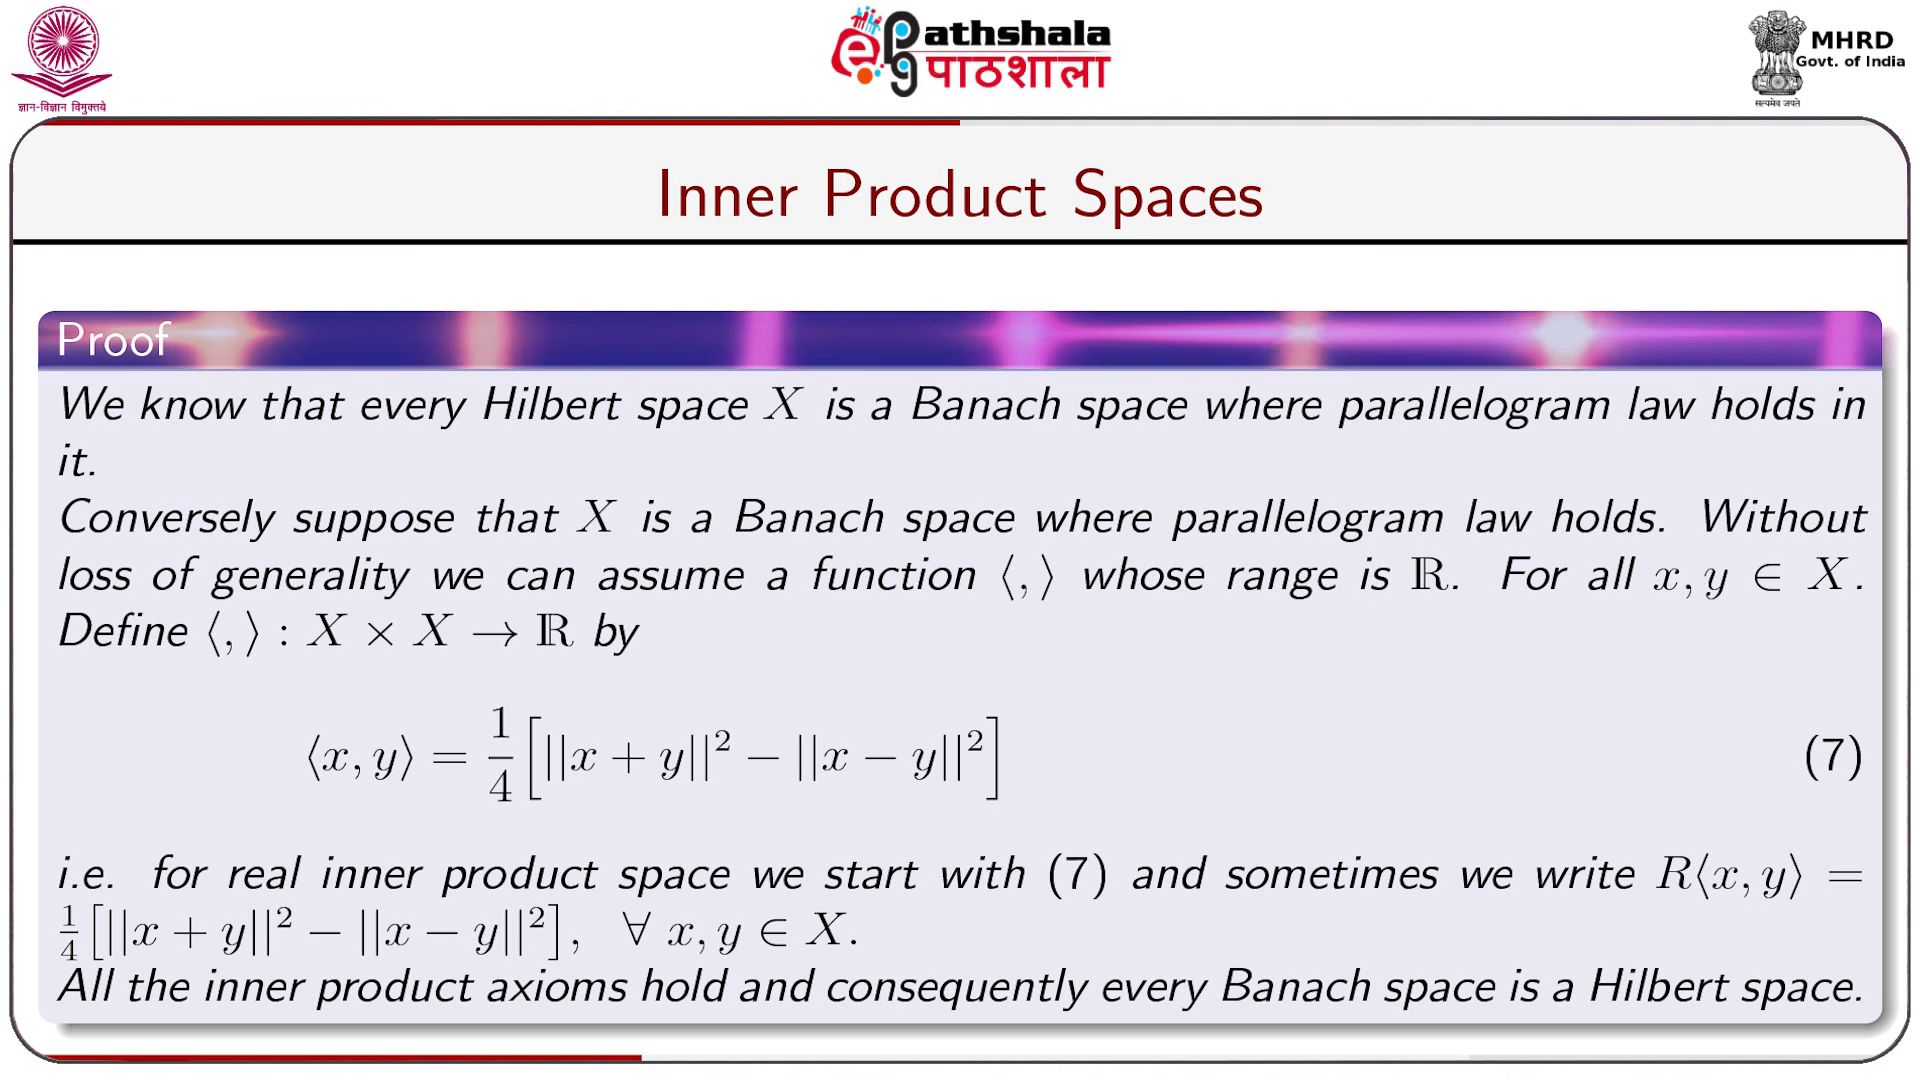 ज्ञान-विज्ञान विमुक्तये
ePG athshala
पाठशाला
MHRD
Govt. of India
सत्यमेव जयते
Inner Product Spaces
Proof
We know that every Hilbert space X is a Banach space where parallelogram law holds in
it.
Conversely suppose that X is a Banach space where parallelogram law holds. Without
loss of generality we can assume a function ⟨,⟩ whose range is ℝ. For all x, y ∈ X.
Define ⟨,⟩ : X × X → ℝ by
⟨x, y⟩ = 1/4 [||x + y||² − ||x − y||²] (7)
i.e. for real inner product space we start with (7) and sometimes we write R⟨x, y⟩ =
1/4 [||x + y||² − ||x − y||²], ∀ x, y ∈ X.
All the inner product axioms hold and consequently every Banach space is a Hilbert space.